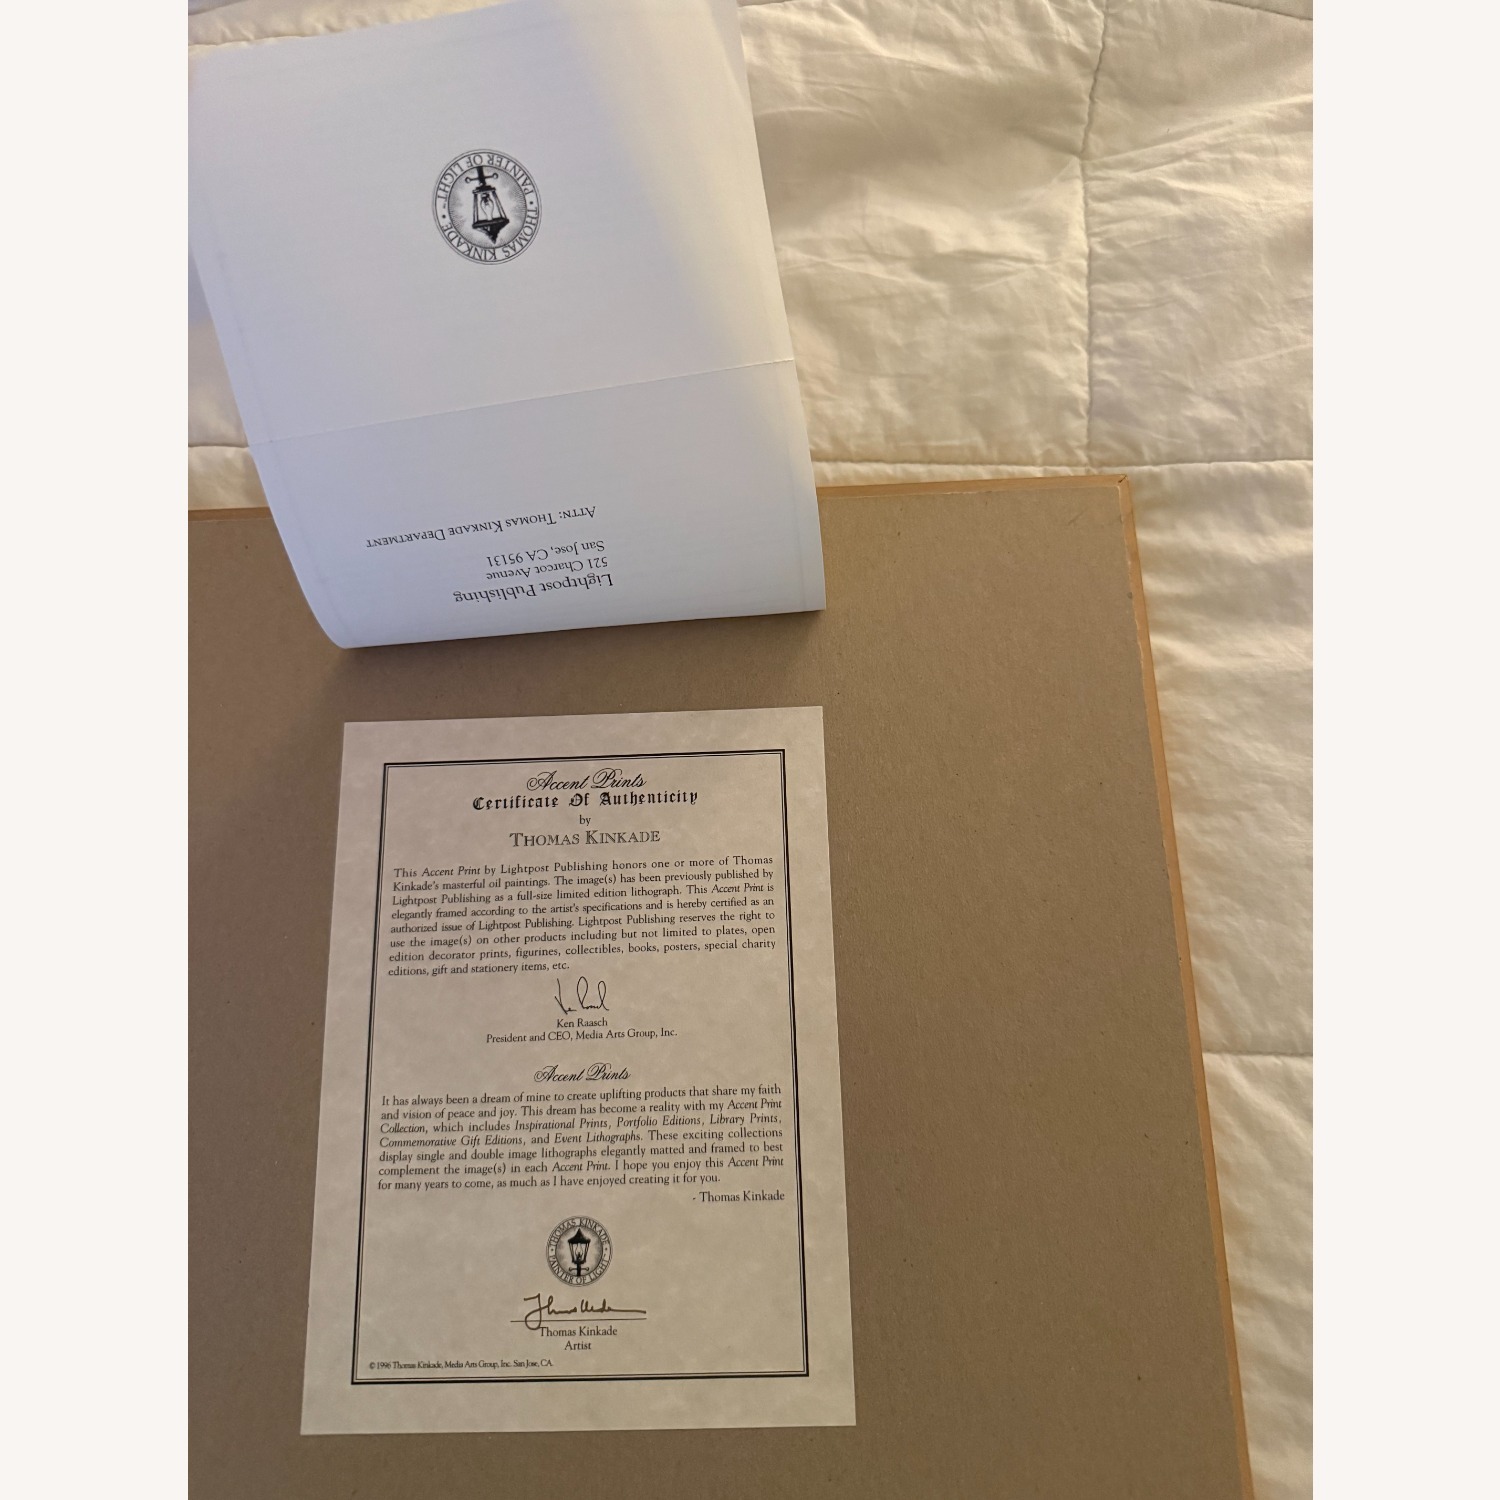 THOMAS KINKADE • PAINTER OF LIGHT™ •
ATTN: THOMAS KINKADE DEPARTMENT
San Jose, CA 95131
521 Charcot Avenue
Lightpost Publishing
Accent Prints
Certificate Of Authenticity
by
THOMAS KINKADE
This Accent Print by Lightpost Publishing honors one or more of Thomas
Kinkade's masterful oil paintings. The image(s) has been previously published by
Lightpost Publishing as a full-size limited edition lithograph. This Accent Print is
elegantly framed according to the artist's specifications and is hereby certified as an
authorized issue of Lightpost Publishing. Lightpost Publishing reserves the right to
use the image(s) on other products including but not limited to plates, open
edition decorator prints, figurines, collectibles, books, posters, special charity
editions, gift and stationery items, etc.
Ken Raasch
President and CEO, Media Arts Group, Inc.
Accent Prints
It has always been a dream of mine to create uplifting products that share my faith
and vision of peace and joy. This dream has become a reality with my Accent Print
Collection, which includes Inspirational Prints, Portfolio Editions, Library Prints,
Commemorative Gift Editions, and Event Lithographs. These exciting collections
display single and double image lithographs elegantly matted and framed to best
complement the image(s) in each Accent Print. I hope you enjoy this Accent Print
for many years to come, as much as I have enjoyed creating it for you.
- Thomas Kinkade
• THOMAS KINKADE • PAINTER OF LIGHT
Thomas Kinkade
Artist
© 1996 Thomas Kinkade, Media Arts Group, Inc. San Jose, CA.